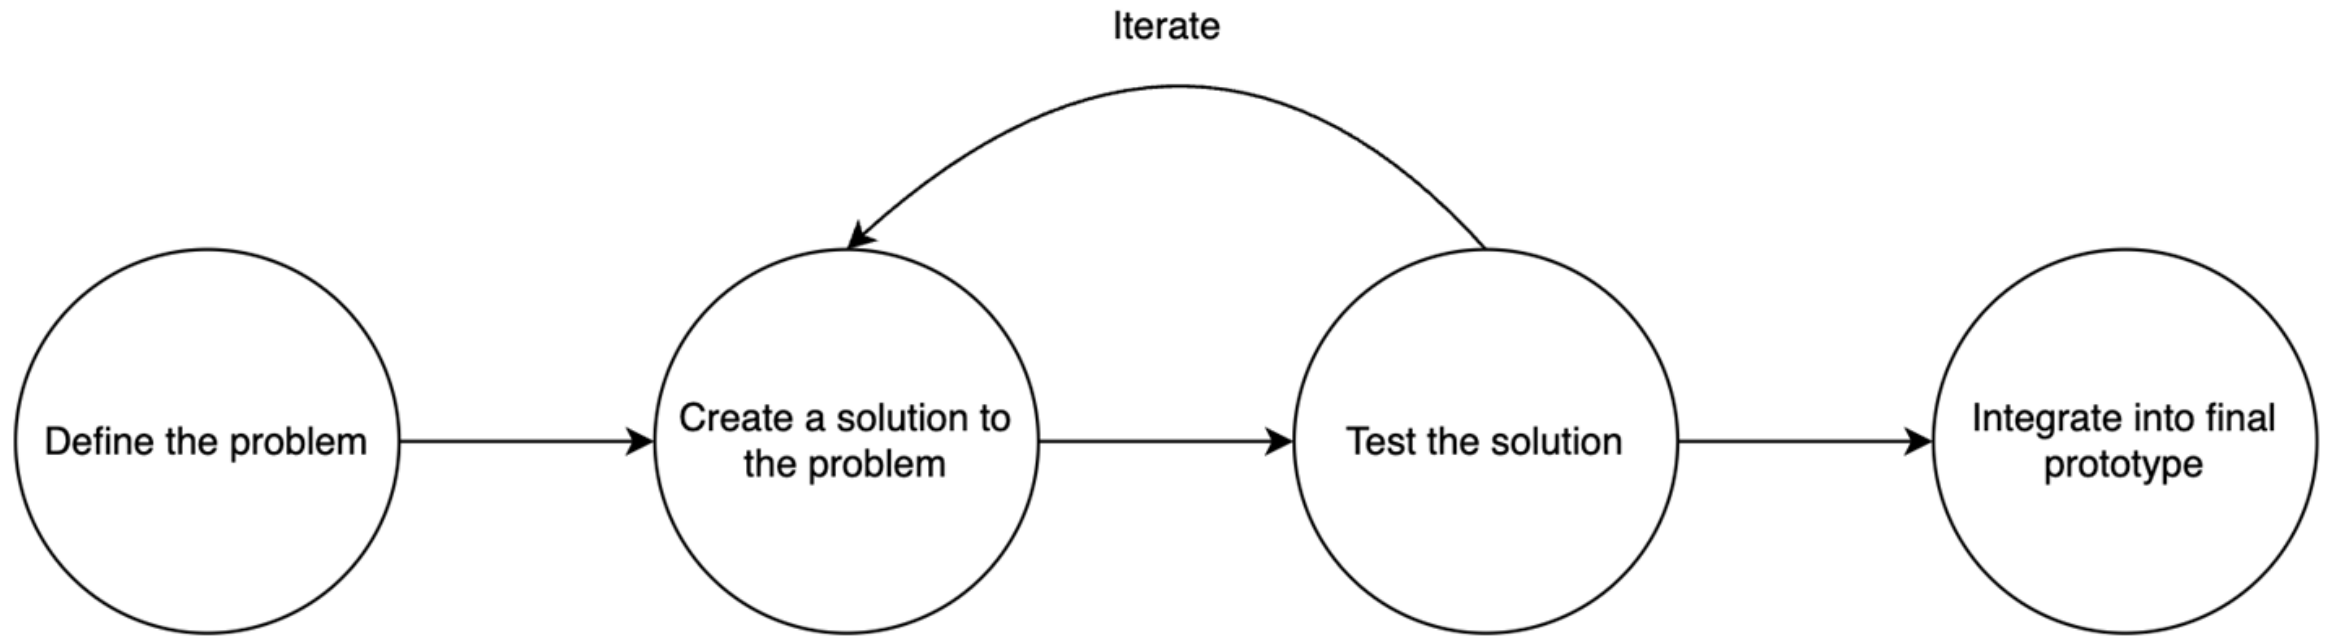 Iterate
Define the problem
Create a solution to
the problem
Test the solution
Integrate into final
prototype